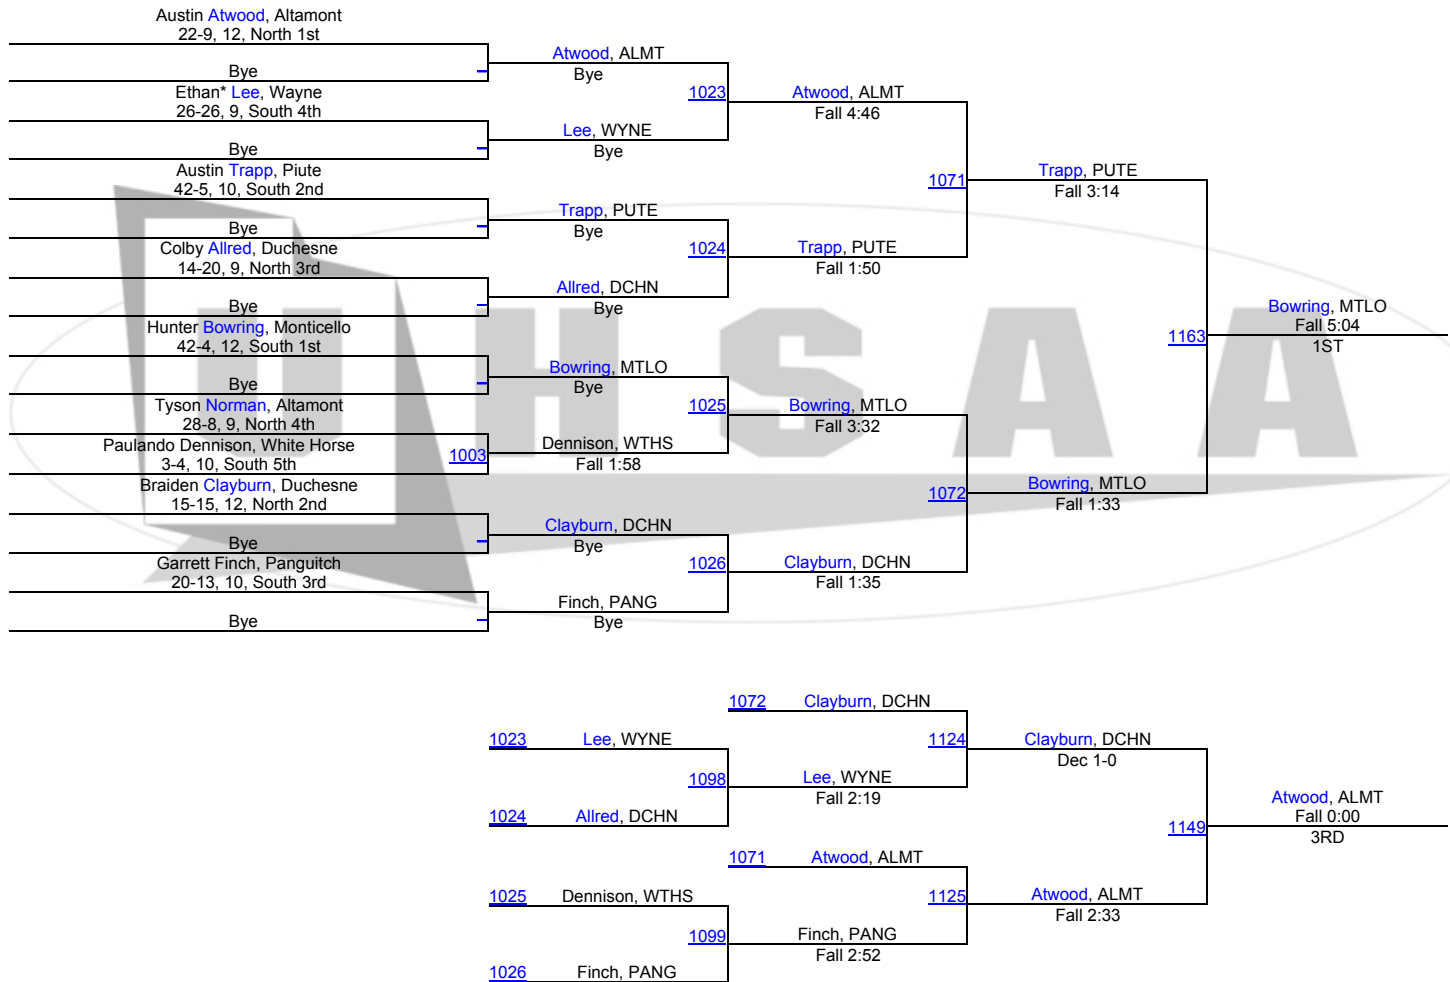 Austin Atwood, Altamont
22-9, 12, North 1st
Bye
Ethan* Lee, Wayne
26-26, 9, South 4th
Bye
Austin Trapp, Piute
42-5, 10, South 2nd
Bye
Colby Allred, Duchesne
14-20, 9, North 3rd
Bye
Hunter Bowring, Monticello
42-4, 12, South 1st
Bye
Tyson Norman, Altamont
28-8, 9, North 4th
Paulando Dennison, White Horse
3-4, 10, South 5th
Braiden Clayburn, Duchesne
15-15, 12, North 2nd
Bye
Garrett Finch, Panguitch
20-13, 10, South 3rd
Bye
1003
Atwood, ALMT
Bye
Lee, WYNE
Bye
Trapp, PUTE
Bye
Allred, DCHN
Bye
Bowring, MTLO
Bye
Dennison, WTHS
Fall 1:58
Clayburn, DCHN
Bye
Finch, PANG
Bye
1023
1024
1025
1026
Atwood, ALMT
Fall 4:46
Trapp, PUTE
Fall 1:50
Bowring, MTLO
Fall 3:32
Clayburn, DCHN
Fall 1:35
1071
1072
Trapp, PUTE
Fall 3:14
Bowring, MTLO
Fall 1:33
1163
Bowring, MTLO
Fall 5:04
1ST
UHSAA
1072 Clayburn, DCHN
1023 Lee, WYNE
1124
Clayburn, DCHN
Dec 1-0
1098
Lee, WYNE
Fall 2:19
1024 Allred, DCHN
1149
Atwood, ALMT
Fall 0:00
3RD
1071 Atwood, ALMT
1025 Dennison, WTHS
1125
Atwood, ALMT
Fall 2:33
1099
Finch, PANG
Fall 2:52
1026 Finch, PANG